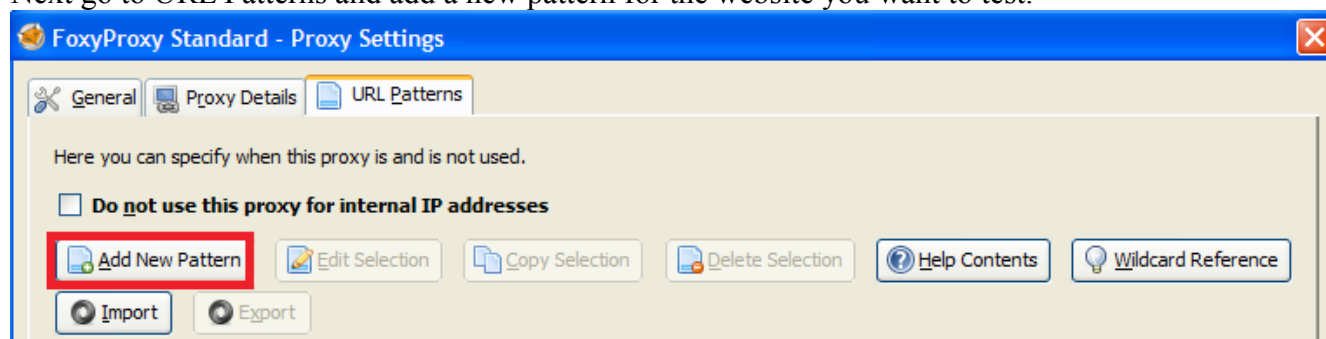 Next go to URL Patterns and add a new pattern for the website you want to test:
FoxyProxy Standard - Proxy Settings
General Proxy Details URL Patterns
Here you can specify when this proxy is and is not used.
Do not use this proxy for internal IP addresses
Add New Pattern Edit Selection Copy Selection Delete Selection Help Contents Wildcard Reference
Import Export